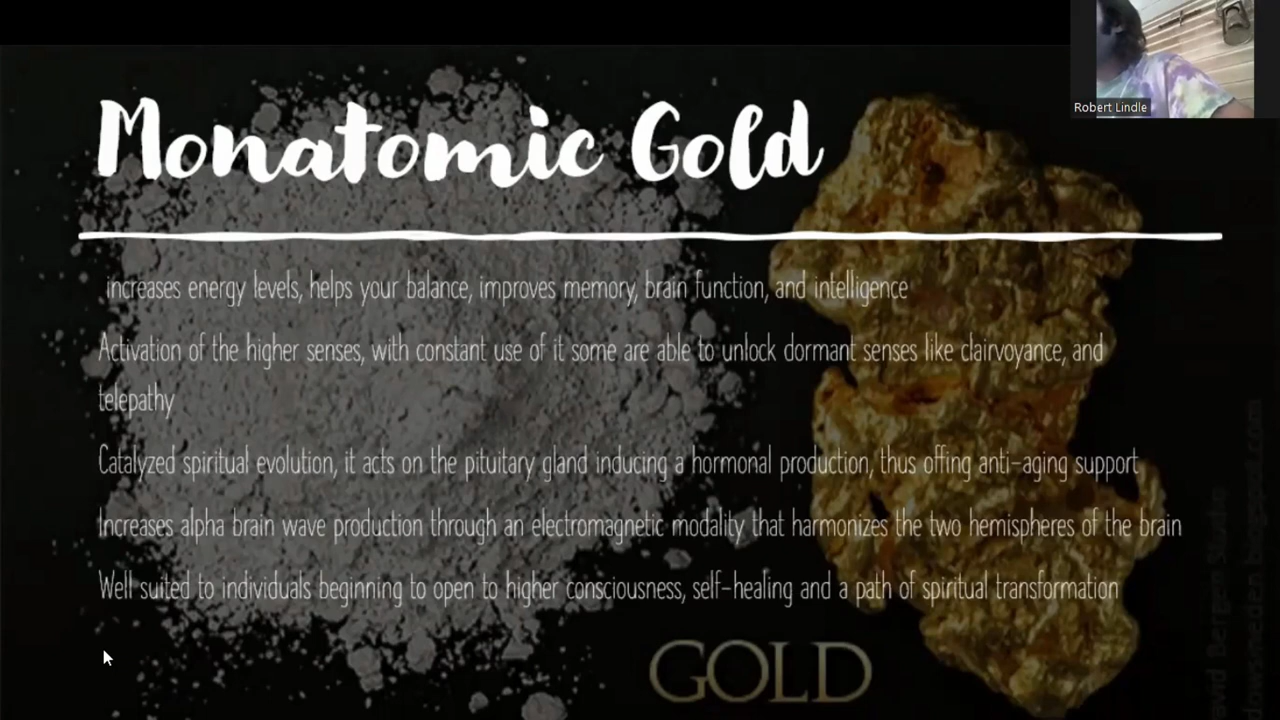 Monatomic Gold
Robert Lindle
increases energy levels, helps your balance, improves memory, brain function, and intelligence
Activation of the higher senses, with constant use of it some are able to unlock dormant senses like clairvoyance, and
telepathy
Catalyzed spiritual evolution, it acts on the pituitary gland inducing a hormonal production, thus offing anti-aging support
Increases alpha brain wave production through an electromagnetic modality that harmonizes the two hemispheres of the brain
Well suited to individuals beginning to open to higher consciousness, self-healing and a path of spiritual transformation
GOLD